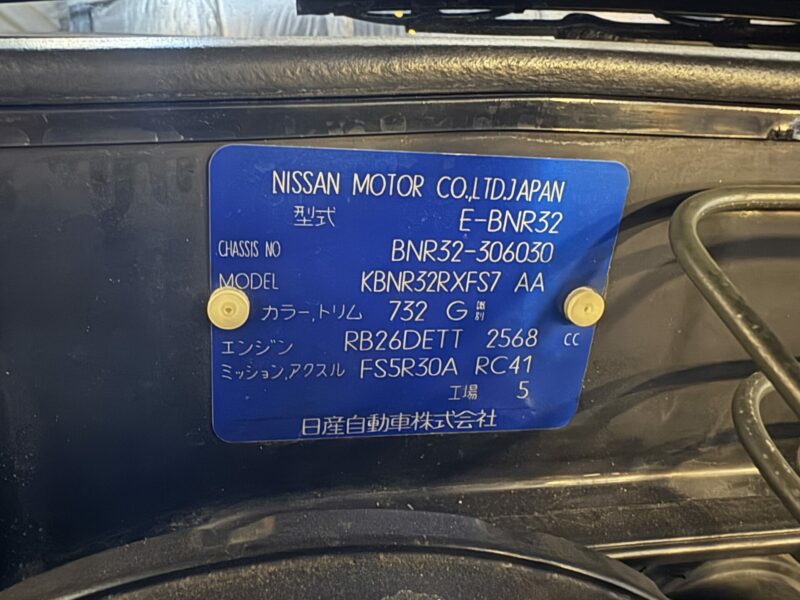 NISSAN MOTOR CO.,LTD.JAPAN
型式 E-BNR32
CHASSIS NO BNR32-306030
MODEL KBNR32RXFS7 AA
カラー,トリム 732 G
エンジン RB26DETT 2568 cc
ミッション,アクスル FS5R30A RC41
工場 5
日産自動車株式会社